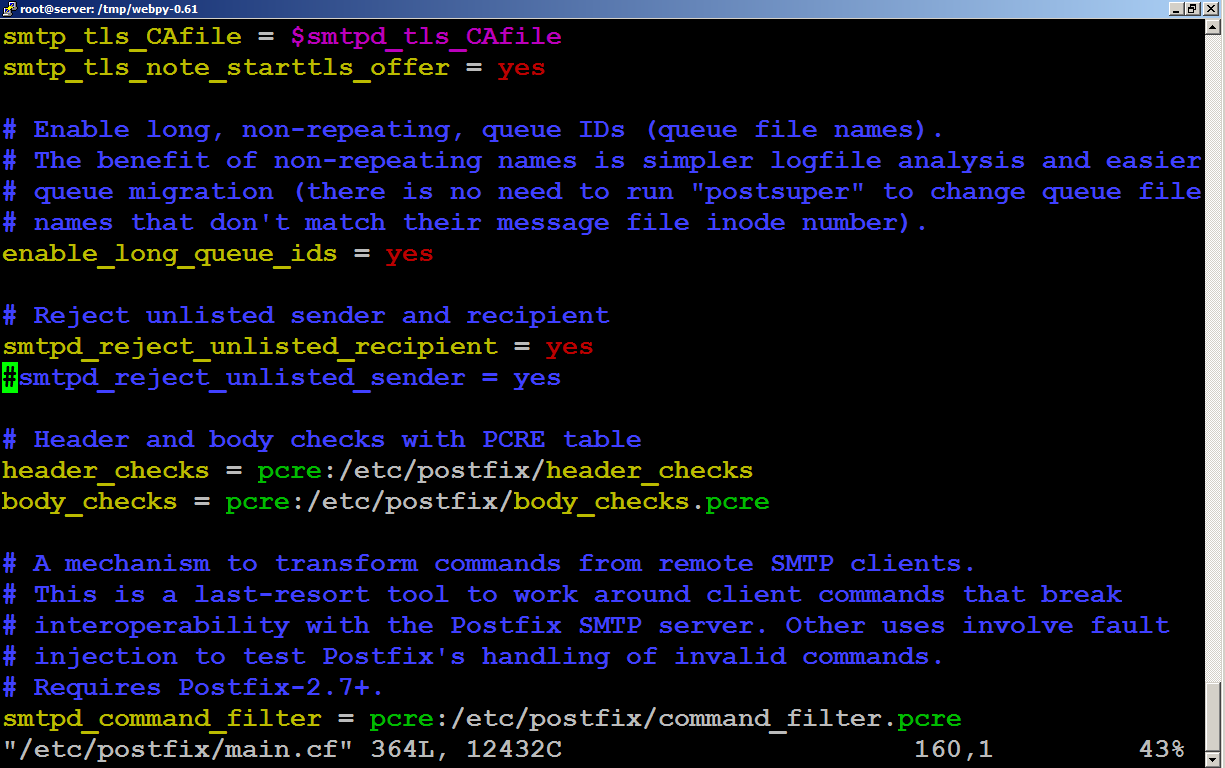 root@server: /tmp/webpy-0.61
smtp_tls_CAfile = $smtpd_tls_CAfile
smtp_tls_note_starttls_offer = yes
# Enable long, non-repeating, queue IDs (queue file names).
# The benefit of non-repeating names is simpler logfile analysis and easier
# queue migration (there is no need to run "postsuper" to change queue file
# names that don't match their message file inode number).
enable_long_queue_ids = yes
# Reject unlisted sender and recipient
smtpd_reject_unlisted_recipient = yes
#smtpd_reject_unlisted_sender = yes
# Header and body checks with PCRE table
header_checks = pcre:/etc/postfix/header_checks
body_checks = pcre:/etc/postfix/body_checks.pcre
# A mechanism to transform commands from remote SMTP clients.
# This is a last-resort tool to work around client commands that break
# interoperability with the Postfix SMTP server. Other uses involve fault
# injection to test Postfix's handling of invalid commands.
# Requires Postfix-2.7+.
smtpd_command_filter = pcre:/etc/postfix/command_filter.pcre
"/etc/postfix/main.cf" 364L, 12432C 160,1 43%